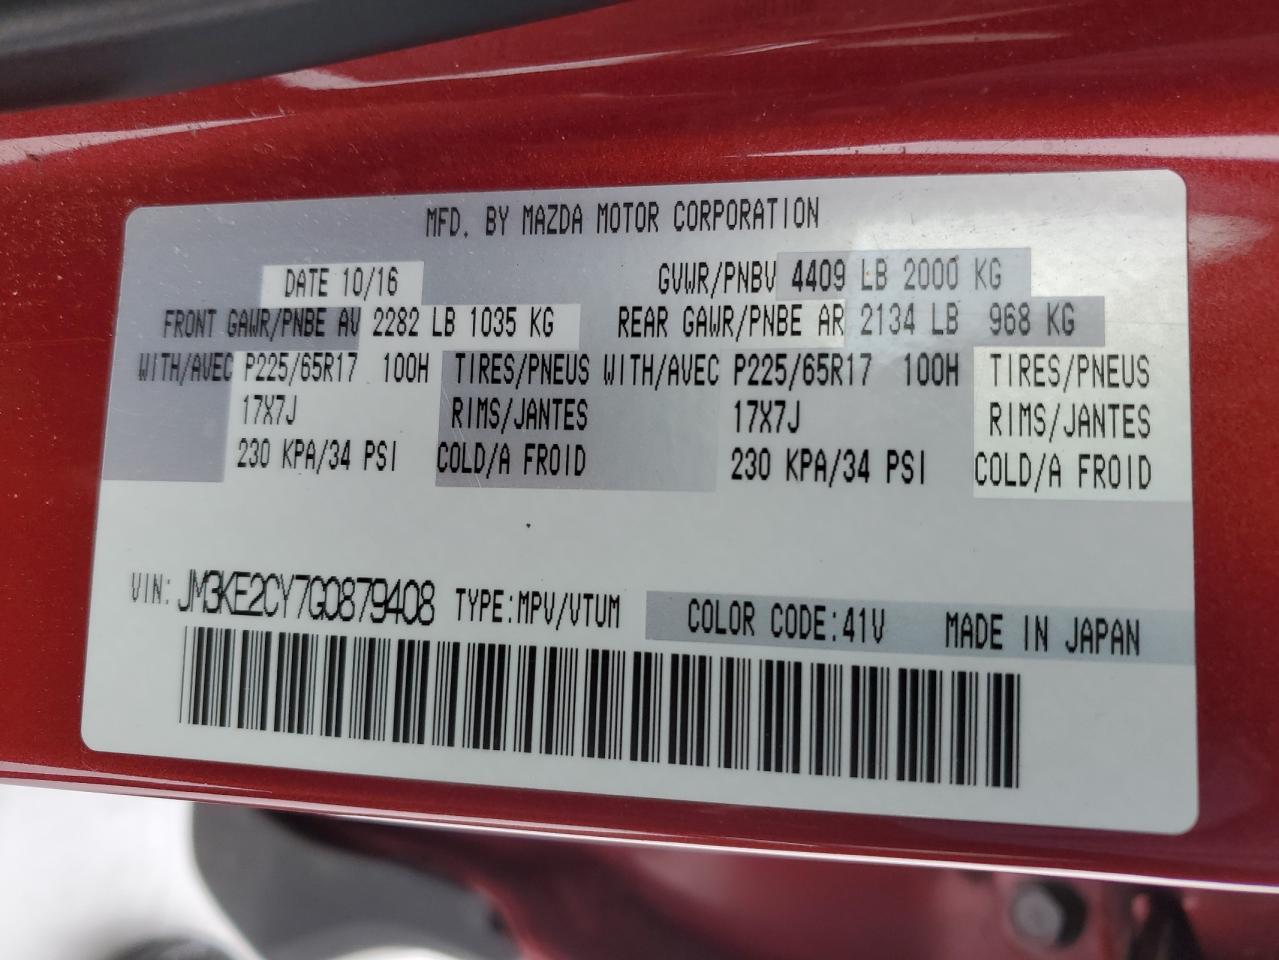 MFD. BY MAZDA MOTOR CORPORATION
DATE 10/16 GVWR/PNBV 4409 LB 2000 KG
FRONT GAWR/PNBE AV 2282 LB 1035 KG REAR GAWR/PNBE AR 2134 LB 968 KG
WITH/AVEC P225/65R17 100H TIRES/PNEUS WITH/AVEC P225/65R17 100H TIRES/PNEUS
17X7J RIMS/JANTES 17X7J RIMS/JANTES
230 KPA/34 PSI COLD/A FROID 230 KPA/34 PSI COLD/A FROID
VIN: JM3KE2CY7G0879408 TYPE:MPV/VTUM COLOR CODE:41V MADE IN JAPAN